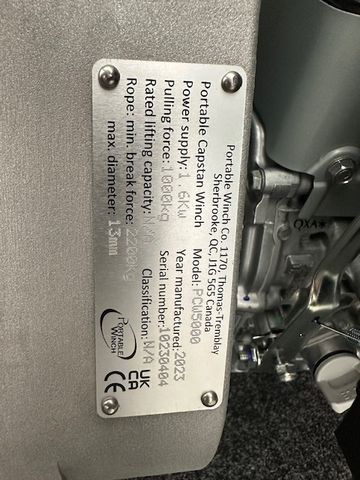 Portable Winch Co. 1170, Thomas-Tremblay
Sherbrooke, QC, J1G 5G5 Canada
Portable Capstan Winch Model: PCW5000
Power supply: 1.6KW Year manufactured: 2023
Pulling force: 1000kg Serial number: 10230404
Rated lifting capacity: N/A Classification: N/A
Rope: min. break force: 2200kg
max. diameter: 13mm
PORTABLE
WINCH
UK
CA
CE
QXA